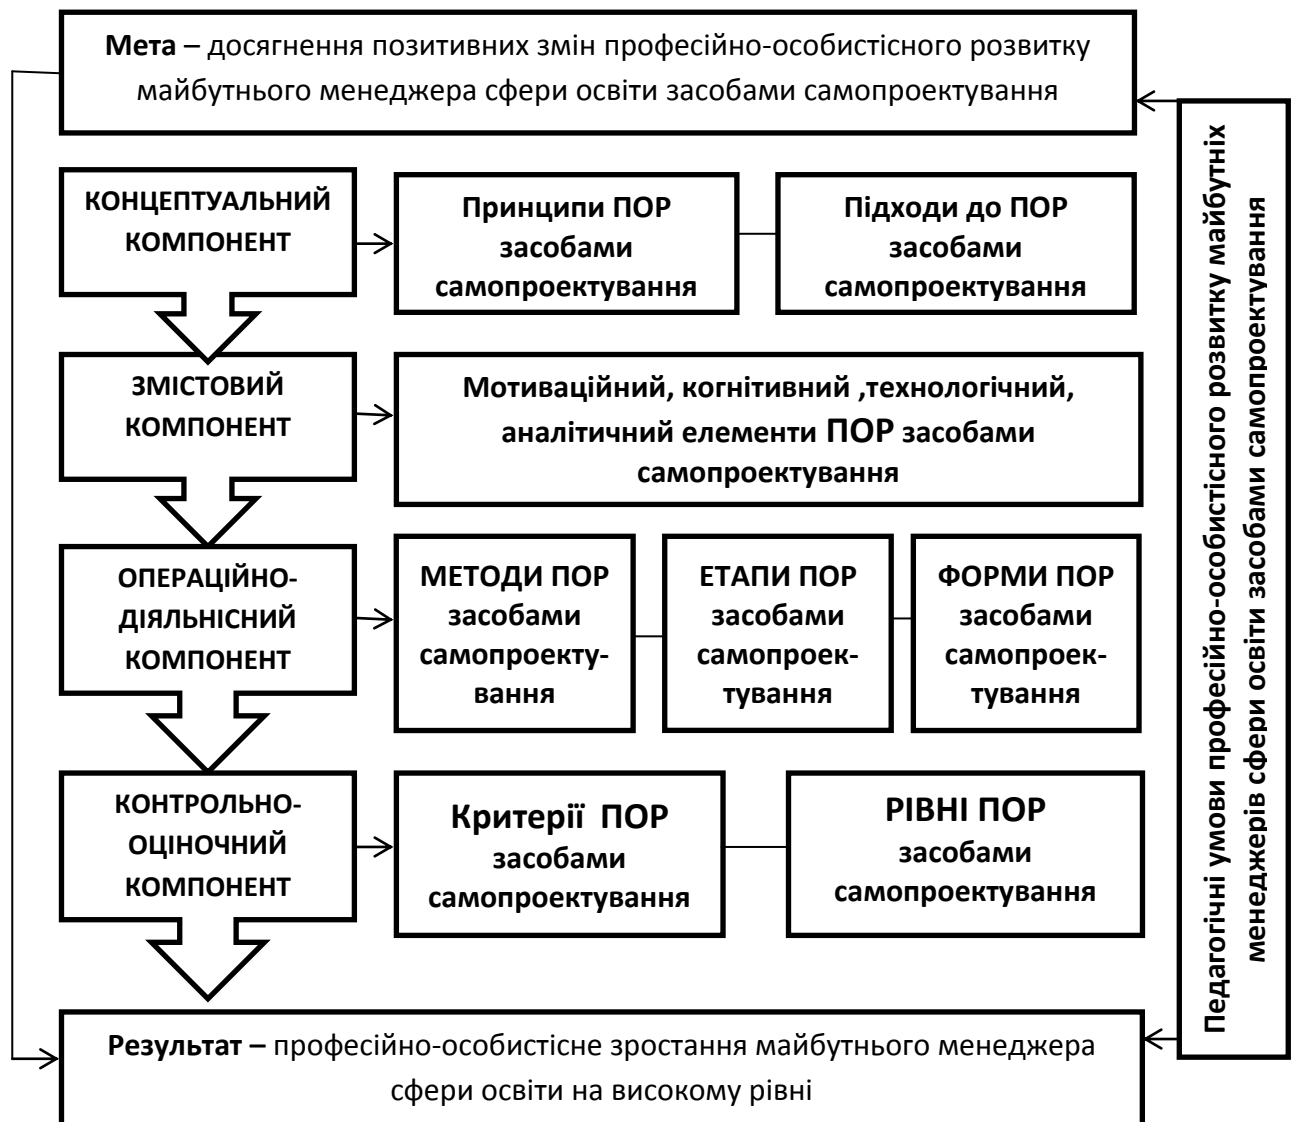 Мета – досягнення позитивних змін професійно-особистісного розвитку
майбутнього менеджера сфери освіти засобами самопроектування
КОНЦЕПТУАЛЬНИЙ
КОМПОНЕНТ
Принципи ПОР
засобами
самопроектування
Підходи до ПОР
засобами
самопроектування
ЗМІСТОВИЙ
КОМПОНЕНТ
Мотиваційний, когнітивний ,технологічний,
аналітичний елементи ПОР засобами
самопроектування
ОПЕРАЦІЙНО-
ДІЯЛЬНІСНИЙ
КОМПОНЕНТ
МЕТОДИ ПОР
засобами
самопроекту-
вання
ЕТАПИ ПОР
засобами
самопроек-
тування
ФОРМИ ПОР
засобами
самопроек-
тування
КОНТРОЛЬНО-
ОЦІНОЧНИЙ
КОМПОНЕНТ
Критерії ПОР
засобами
самопроектування
РІВНІ ПОР
засобами
самопроектування
Результат – професійно-особистісне зростання майбутнього менеджера
сфери освіти на високому рівні
Педагогічні умови професійно-особистісного розвитку майбутніх
менеджерів сфери освіти засобами самопроектування